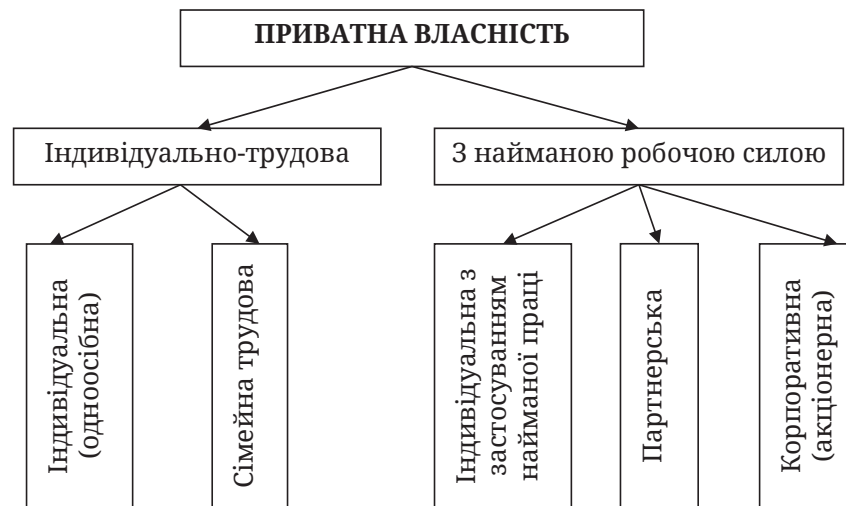 ПРИВАТНА ВЛАСНІСТЬ
Індивідуально-трудова
З найманою робочою силою
Індивідуальна
(одноосібна)
Сімейна трудова
Індивідуальна з
застосуванням
найманої праці
Партнерська
Корпоративна
(акціонерна)